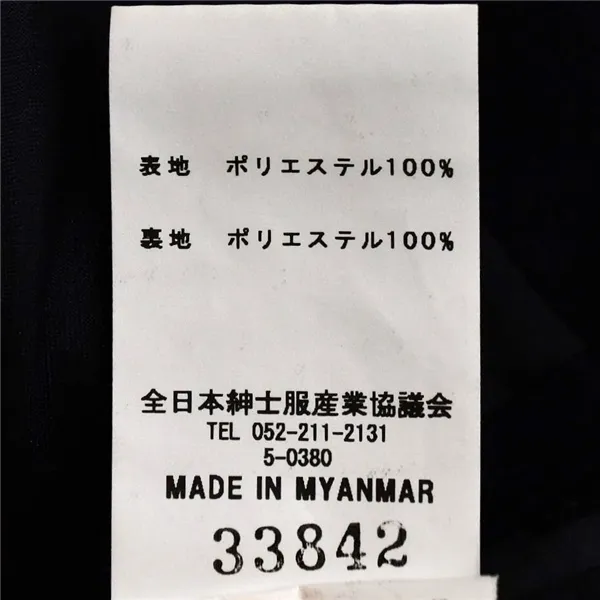 表地 ポリエステル100%
裏地 ポリエステル100%
全日本紳士服産業協議会
TEL 052-211-2131
5-0380
MADE IN MYANMAR
33842